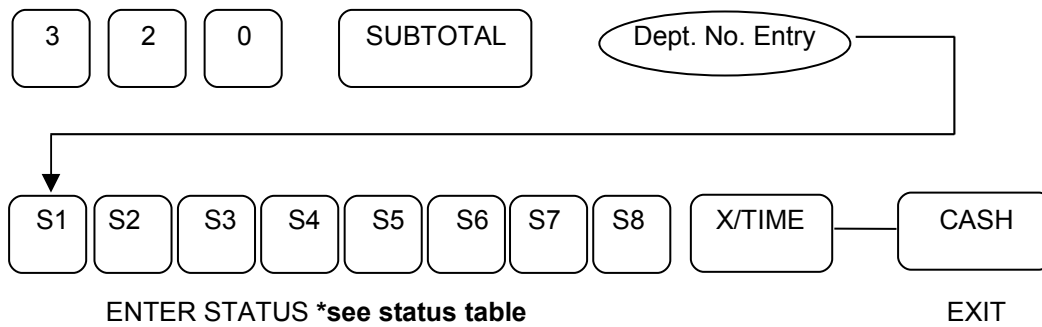 3 2 0 SUBTOTAL Dept. No. Entry
S1 S2 S3 S4 S5 S6 S7 S8 X/TIME CASH
ENTER STATUS *see status table EXIT